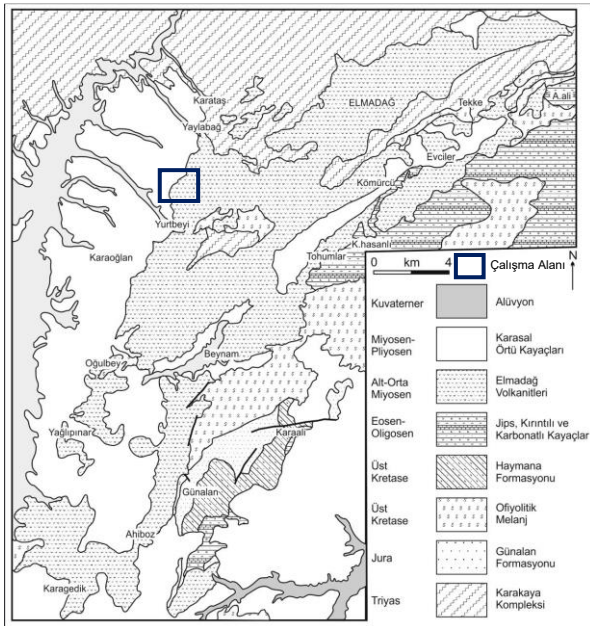 Karataş
ELMADAĞ
Tekke
A.ali
Yaylabağ
Evciler
Kömürcü
Yurtbeyi
K.hasanlı
Karaoğlan
Tohumlar
N
0 km 4
Çalışma Alanı
Kuvaterner
Alüvyon
Miyosen-
Pliyosen
Karasal
Örtü Kayaçları
Beynam
Oğulbey
Alt-Orta
Miyosen
Elmadağ
Volkanitleri
Yağlıpınar
Karaali
Eosen-
Oligosen
Jips, Kırıntılı ve
Karbonatlı Kayaçlar
Günalan
Üst
Kretase
Haymana
Formasyonu
Ahiboz
Üst
Kretase
Ofiyolitik
Melanj
Karagedik
Jura
Günalan
Formasyonu
Triyas
Karakaya
Kompleksi